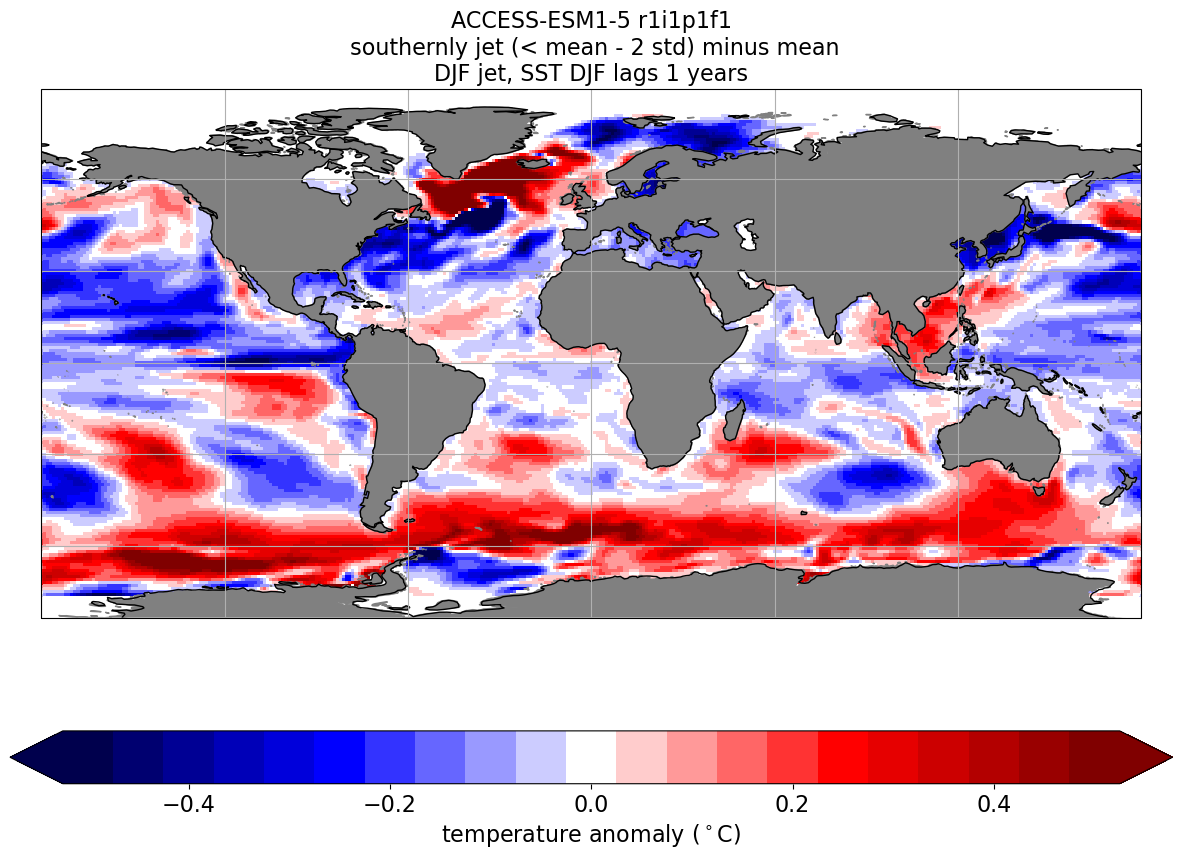 ACCESS-ESM1-5 r1i1p1f1
southernly jet (< mean - 2 std) minus mean
DJF jet, SST DJF lags 1 years
−0.4 −0.2 0.0 0.2 0.4
temperature anomaly (°C)